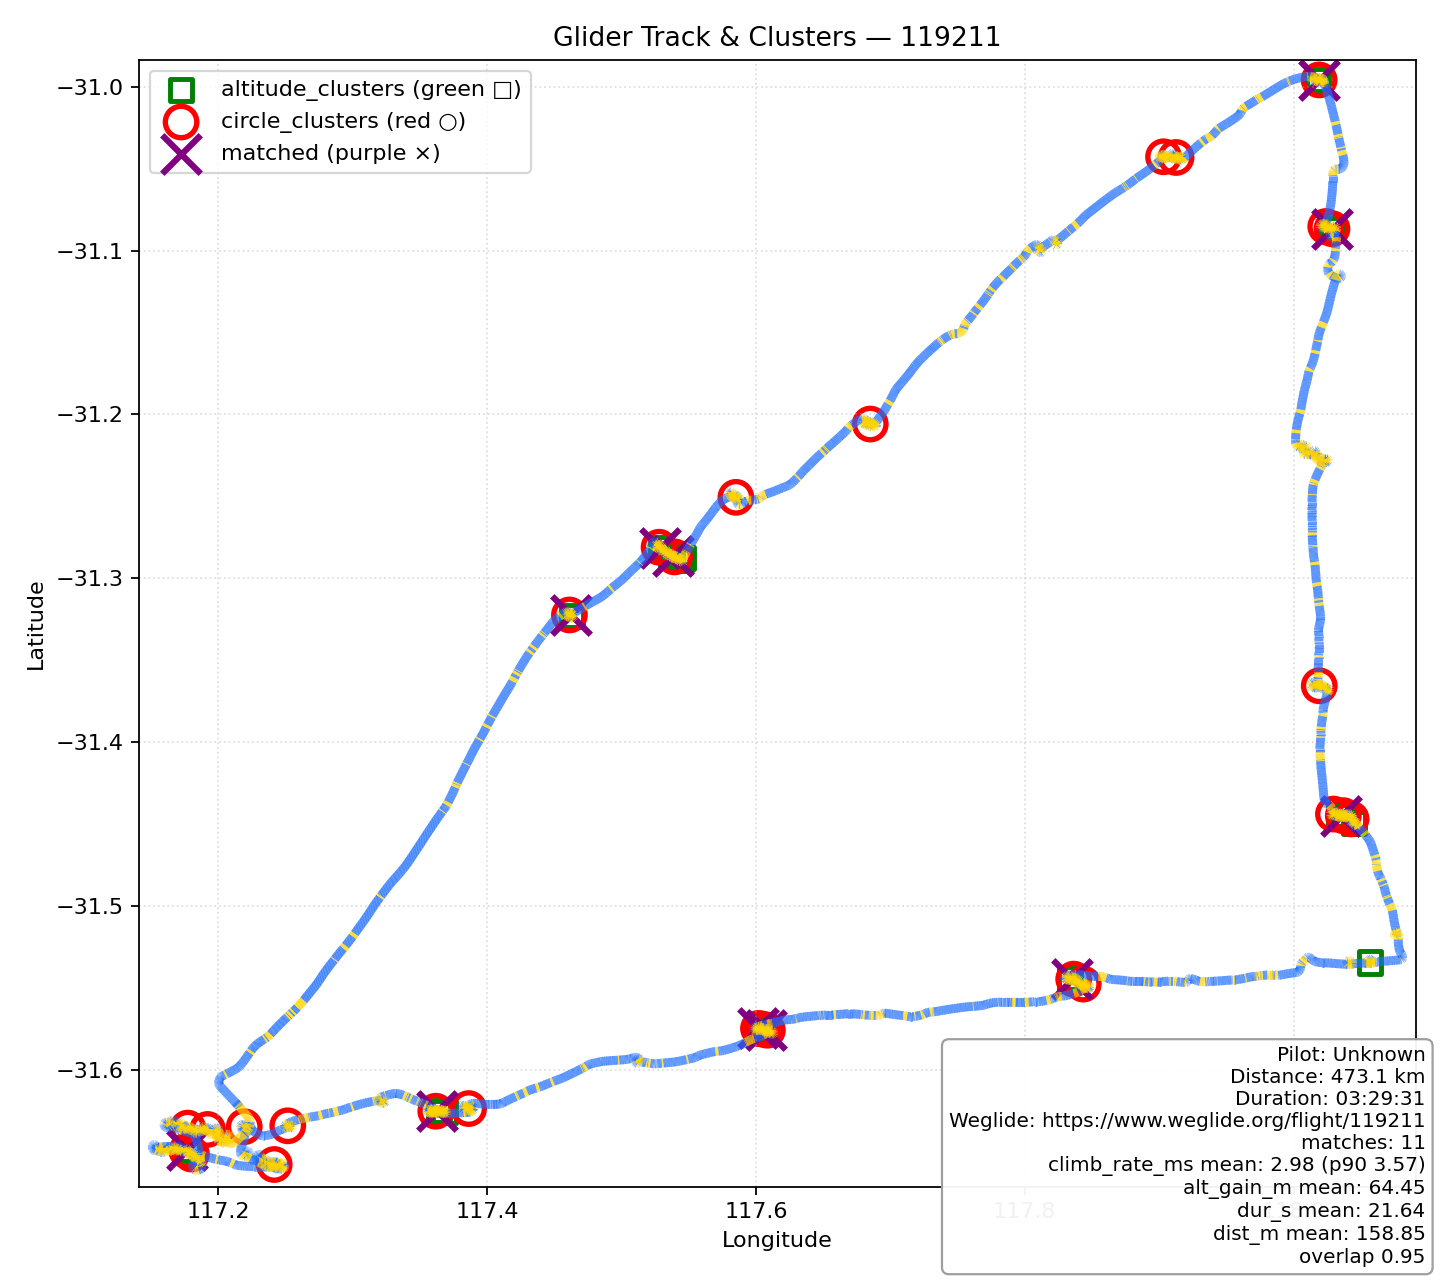 Glider Track & Clusters — 119211
altitude_clusters (green □)
circle_clusters (red ○)
matched (purple ×)
Latitude
−31.0
−31.1
−31.2
−31.3
−31.4
−31.5
−31.6
117.2
117.4
117.6
117.8
Longitude
Pilot: Unknown
Distance: 473.1 km
Duration: 03:29:31
Weglide: https://www.weglide.org/flight/119211
matches: 11
climb_rate_ms mean: 2.98 (p90 3.57)
alt_gain_m mean: 64.45
dur_s mean: 21.64
dist_m mean: 158.85
overlap 0.95